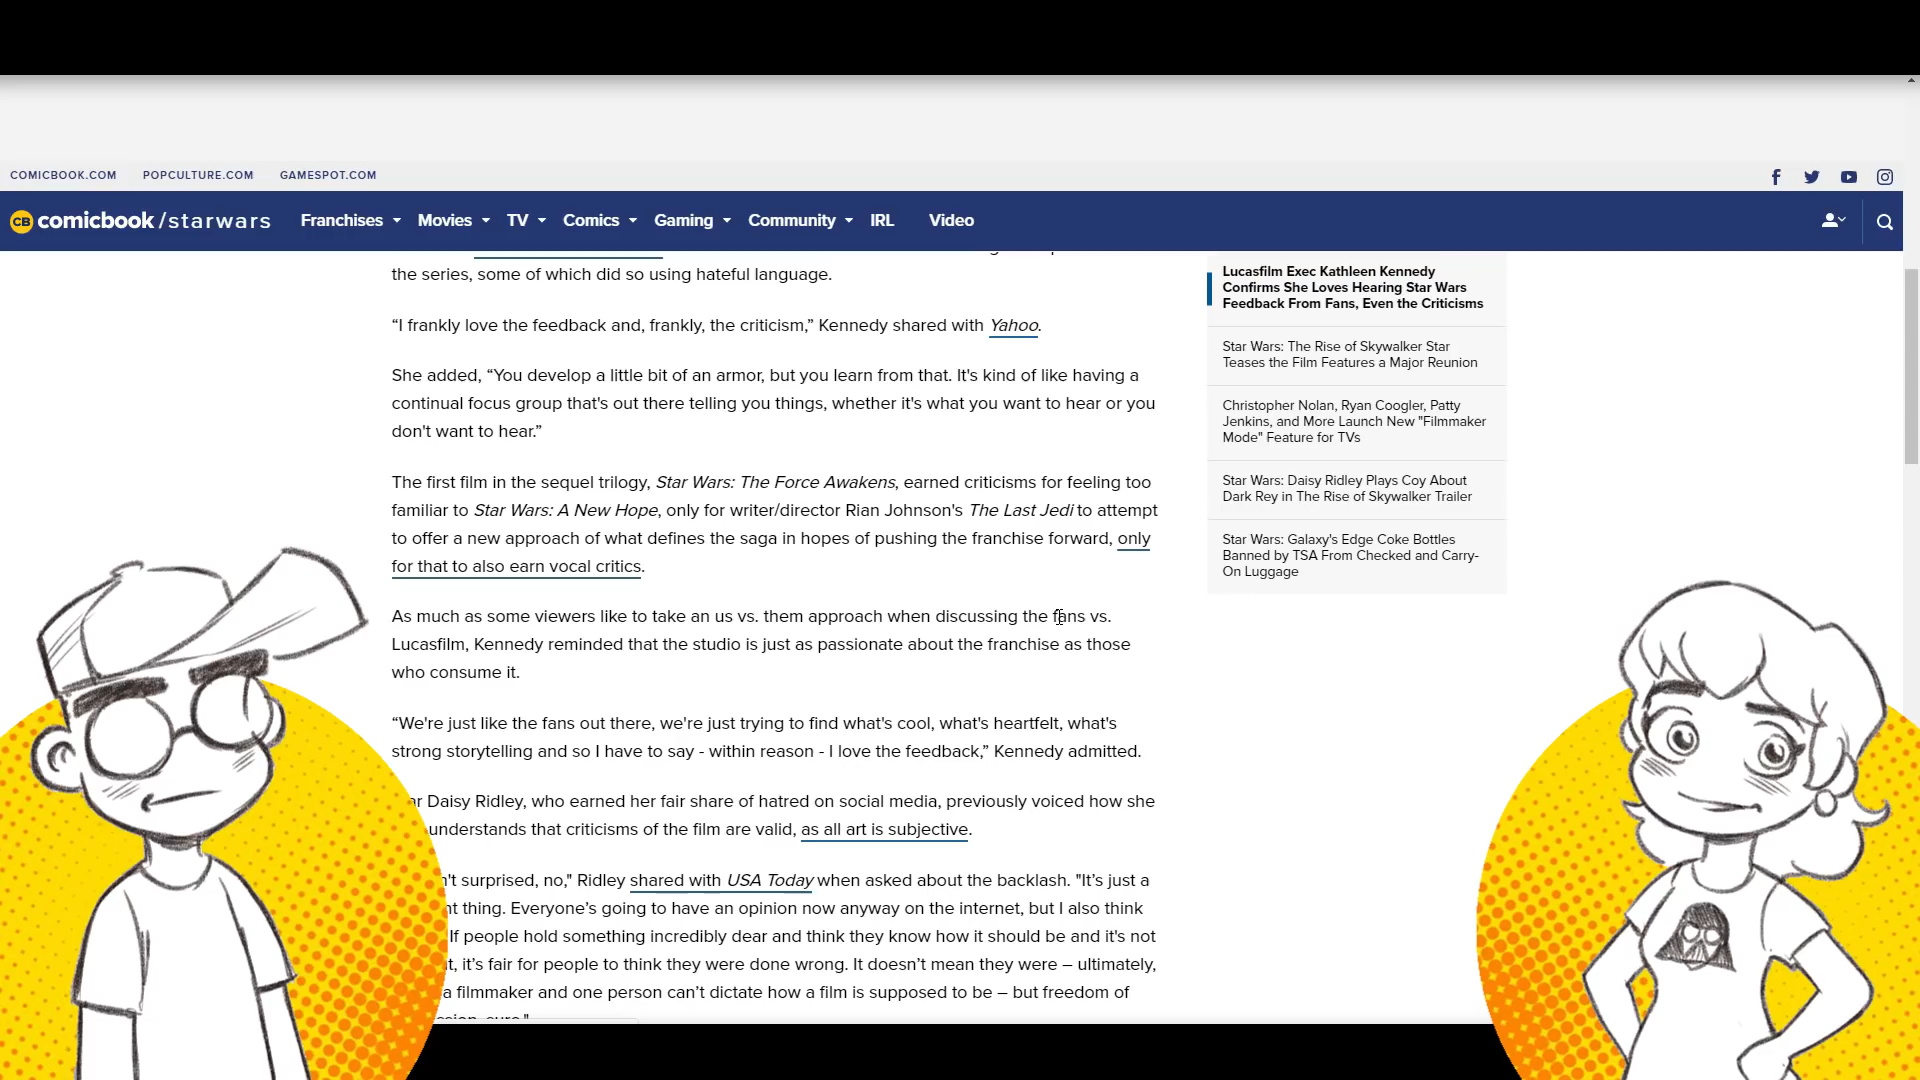 COMICBOOK.COM POPCULTURE.COM GAMESPOT.COM
CB comicbook/starwars Franchises Movies TV Comics Gaming Community IRL Video
the series, some of which did so using hateful language.
“I frankly love the feedback and, frankly, the criticism,” Kennedy shared with Yahoo.
She added, “You develop a little bit of an armor, but you learn from that. It's kind of like having a
continual focus group that's out there telling you things, whether it's what you want to hear or you
don't want to hear.”
The first film in the sequel trilogy, Star Wars: The Force Awakens, earned criticisms for feeling too
familiar to Star Wars: A New Hope, only for writer/director Rian Johnson's The Last Jedi to attempt
to offer a new approach of what defines the saga in hopes of pushing the franchise forward, only
for that to also earn vocal critics.
As much as some viewers like to take an us vs. them approach when discussing the fans vs.
Lucasfilm, Kennedy reminded that the studio is just as passionate about the franchise as those
who consume it.
“We're just like the fans out there, we're just trying to find what's cool, what's heartfelt, what's
strong storytelling and so I have to say - within reason - I love the feedback,” Kennedy admitted.
Daisy Ridley, who earned her fair share of hatred on social media, previously voiced how she
understands that criticisms of the film are valid, as all art is subjective.
surprised, no," Ridley shared with USA Today when asked about the backlash. "It’s just a
thing. Everyone’s going to have an opinion now anyway on the internet, but I also think
If people hold something incredibly dear and think they know how it should be and it's not
it’s fair for people to think they were done wrong. It doesn’t mean they were – ultimately,
a filmmaker and one person can’t dictate how a film is supposed to be – but freedom of
sure."
Lucasfilm Exec Kathleen Kennedy
Confirms She Loves Hearing Star Wars
Feedback From Fans, Even the Criticisms
Star Wars: The Rise of Skywalker Star
Teases the Film Features a Major Reunion
Christopher Nolan, Ryan Coogler, Patty
Jenkins, and More Launch New "Filmmaker
Mode" Feature for TVs
Star Wars: Daisy Ridley Plays Coy About
Dark Rey in The Rise of Skywalker Trailer
Star Wars: Galaxy's Edge Coke Bottles
Banned by TSA From Checked and Carry-
On Luggage